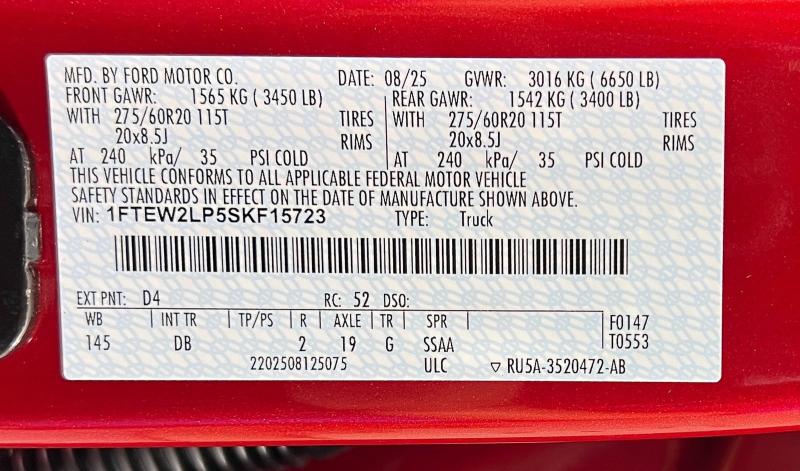 MFD. BY FORD MOTOR CO. DATE: 08/25 GVWR: 3016 KG ( 6650 LB)
FRONT GAWR: 1565 KG ( 3450 LB) REAR GAWR: 1542 KG ( 3400 LB)
WITH 275/60R20 115T TIRES WITH 275/60R20 115T TIRES
20x8.5J RIMS 20x8.5J RIMS
AT 240 kPa/ 35 PSI COLD AT 240 kPa/ 35 PSI COLD
THIS VEHICLE CONFORMS TO ALL APPLICABLE FEDERAL MOTOR VEHICLE
SAFETY STANDARDS IN EFFECT ON THE DATE OF MANUFACTURE SHOWN ABOVE.
VIN: 1FTEW2LP5SKF15723 TYPE: Truck
EXT PNT: D4 RC: 52 DSO:
WB INT TR TP/PS R AXLE TR SPR F0147
145 DB 2 19 G SSAA T0553
2202508125075 ULC ▽ RU5A-3520472-AB